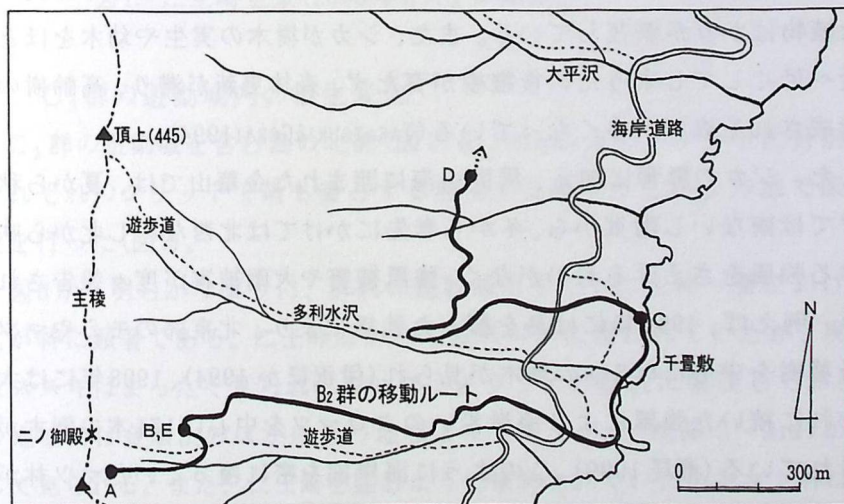 大平沢
海岸道路
頂上(445)
D
遊歩道
主稜
多利水沢
C
千畳敷
N
B₂群の移動ルート
B,E
遊歩道
二ノ御殿
A
0 300m